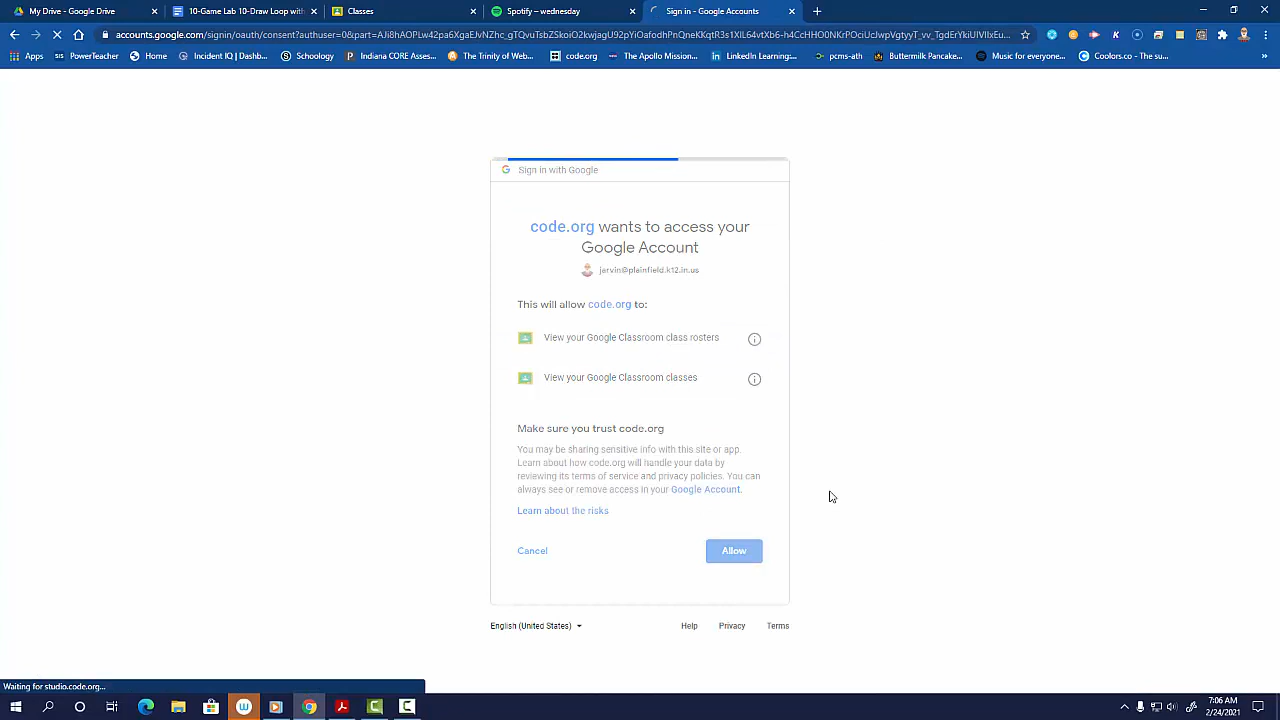 My Drive - Google Drive
10-Game Lab 10-Draw Loop with
Classes
Spotify – wednesday
Sign in - Google Accounts
Apps
PowerTeacher
Home
Incident IQ | Dashb...
Schoology
Indiana CORE Asses...
The Trinity of Web...
code.org
The Apollo Mission...
LinkedIn Learning:...
pcms-ath
Buttermilk Pancake...
Music for everyone...
Coolors.co - The su...
Sign in with Google
code.org wants to access your
Google Account
jarvin@plainfield.k12.in.us
This will allow code.org to:
View your Google Classroom class rosters
View your Google Classroom classes
Make sure you trust code.org
You may be sharing sensitive info with this site or app.
Learn about how code.org will handle your data by
reviewing its terms of service and privacy policies. You can
always see or remove access in your Google Account.
Learn about the risks
Cancel
Allow
English (United States)
Help
Privacy
Terms
Waiting for studio.code.org...
7:06 AM
2/24/2021